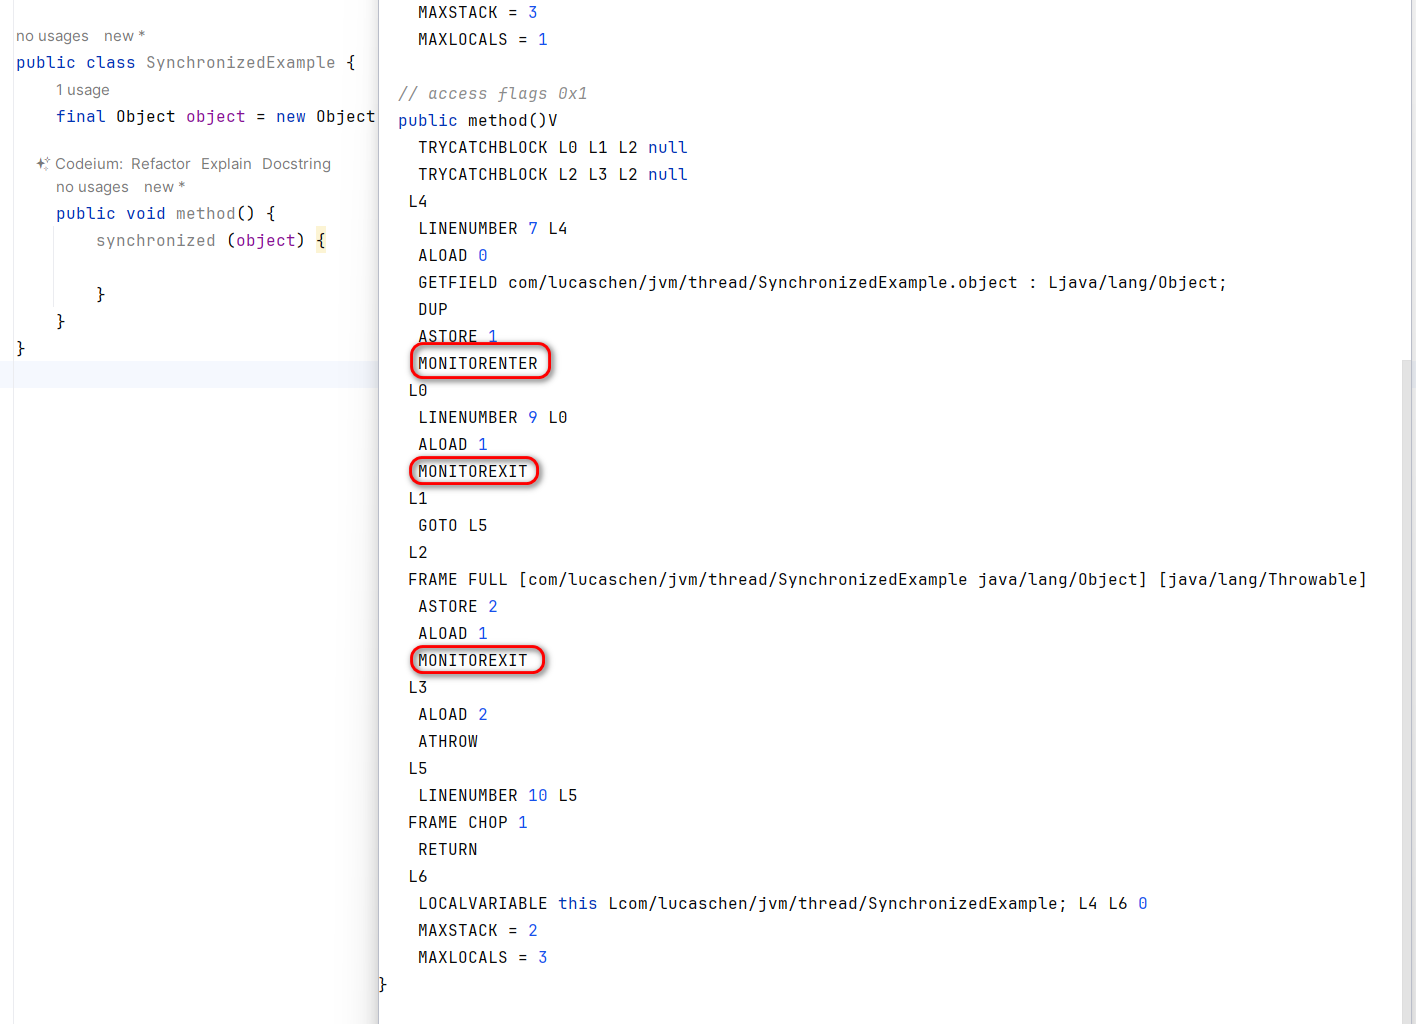 no usages   new *
public class SynchronizedExample {
1 usage
final Object object = new Object
Codeium: Refactor Explain Docstring
no usages   new *
public void method() {
synchronized (object) {
}
}
}
MAXSTACK = 3
MAXLOCALS = 1
// access flags 0x1
public method()V
TRYCATCHBLOCK L0 L1 L2 null
TRYCATCHBLOCK L2 L3 L2 null
L4
LINENUMBER 7 L4
ALOAD 0
GETFIELD com/lucaschen/jvm/thread/SynchronizedExample.object : Ljava/lang/Object;
DUP
ASTORE 1
MONITORENTER
L0
LINENUMBER 9 L0
ALOAD 1
MONITOREXIT
L1
GOTO L5
L2
FRAME FULL [com/lucaschen/jvm/thread/SynchronizedExample java/lang/Object] [java/lang/Throwable]
ASTORE 2
ALOAD 1
MONITOREXIT
L3
ALOAD 2
ATHROW
L5
LINENUMBER 10 L5
FRAME CHOP 1
RETURN
L6
LOCALVARIABLE this Lcom/lucaschen/jvm/thread/SynchronizedExample; L4 L6 0
MAXSTACK = 2
MAXLOCALS = 3
}